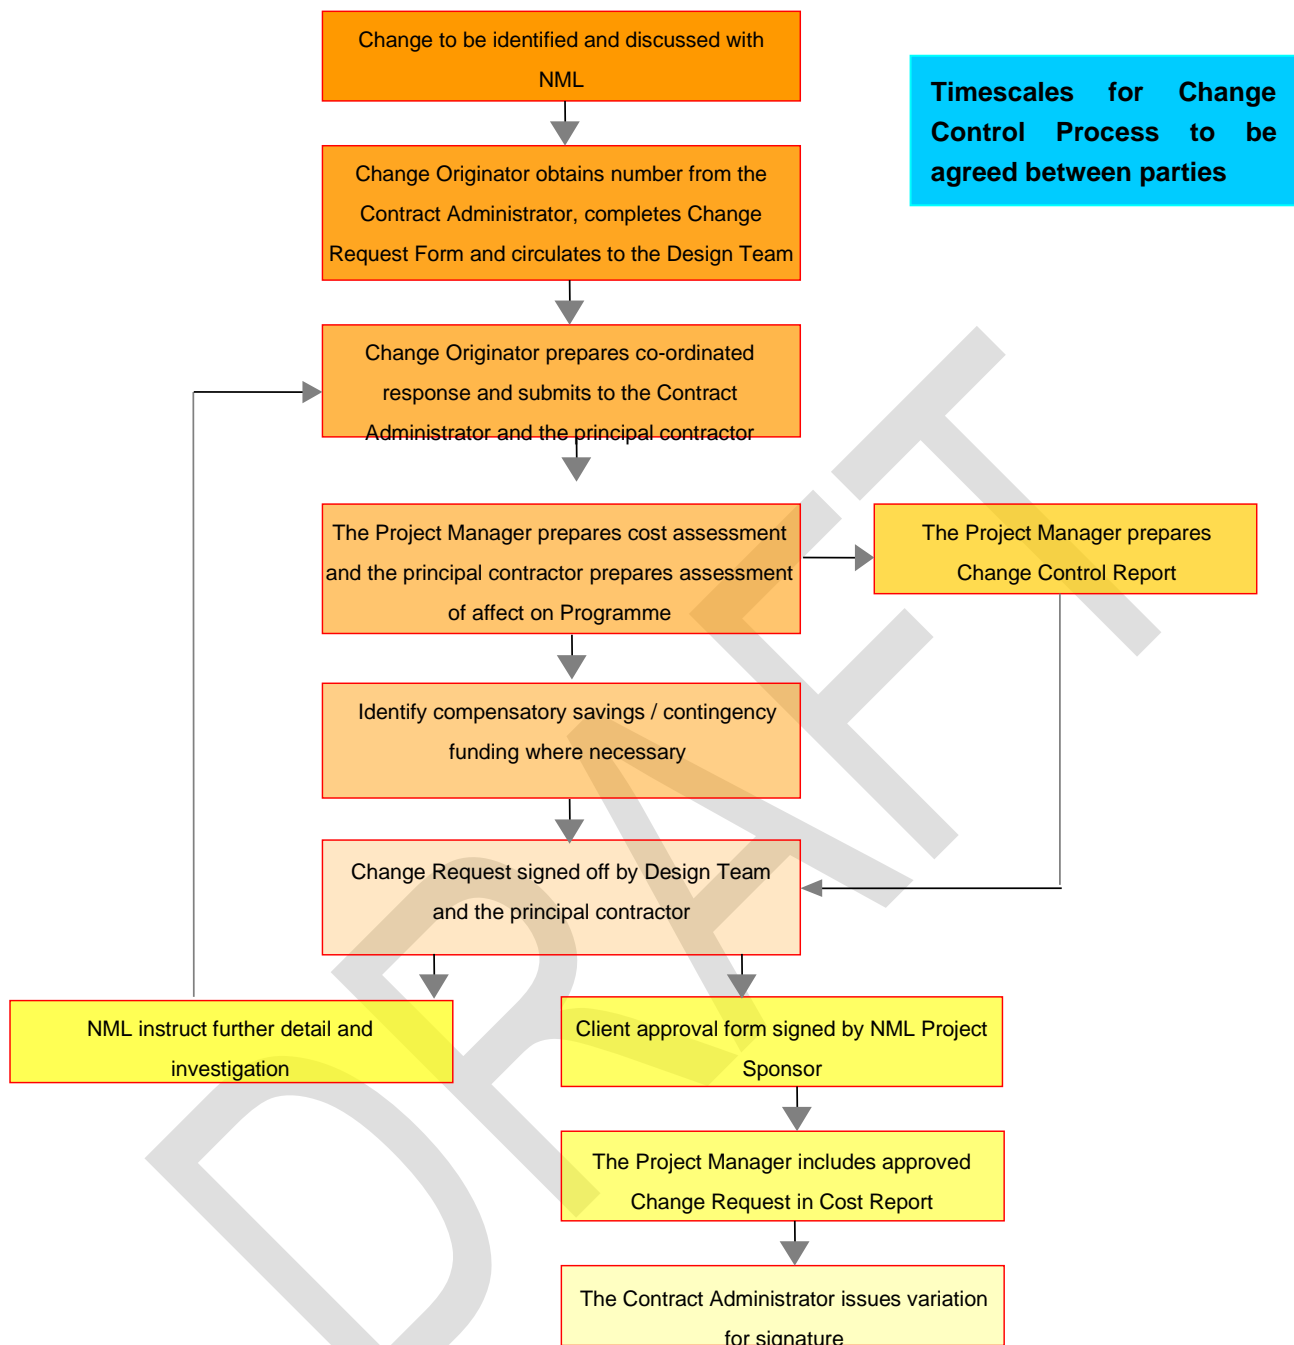 Change to be identified and discussed with
NML
Timescales for Change
Control Process to be
agreed between parties
Change Originator obtains number from the
Contract Administrator, completes Change
Request Form and circulates to the Design Team
Change Originator prepares co-ordinated
response and submits to the Contract
Administrator and the principal contractor
The Project Manager prepares cost assessment
and the principal contractor prepares assessment
of affect on Programme
The Project Manager prepares
Change Control Report
Identify compensatory savings / contingency
funding where necessary
Change Request signed off by Design Team
and the principal contractor
NML instruct further detail and
investigation
Client approval form signed by NML Project
Sponsor
The Project Manager includes approved
Change Request in Cost Report
The Contract Administrator issues variation
for signature
DRAFT